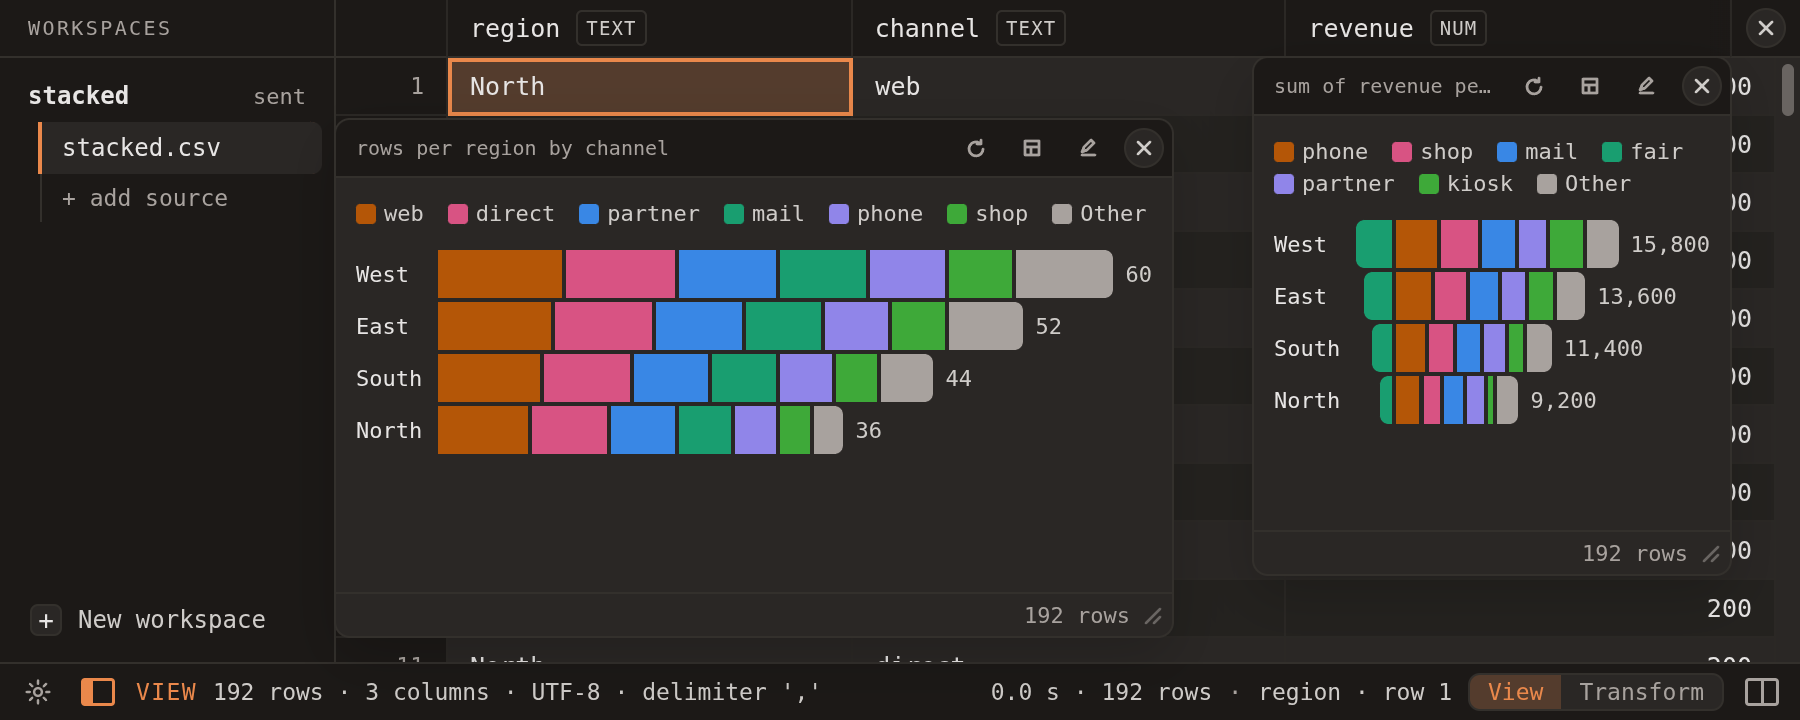 WORKSPACES
region TEXT channel TEXT revenue NUM
stacked sent
stacked.csv
+ add source
1 North web
rows per region by channel
web direct partner mail phone shop Other
West 60
East 52
South 44
North 36
192 rows
sum of revenue pe…
phone shop mail fair
partner kiosk Other
West 15,800
East 13,600
South 11,400
North 9,200
192 rows
200
11 North direct 200
+ New workspace
VIEW 192 rows · 3 columns · UTF-8 · delimiter ',' 0.0 s · 192 rows · region · row 1 View Transform